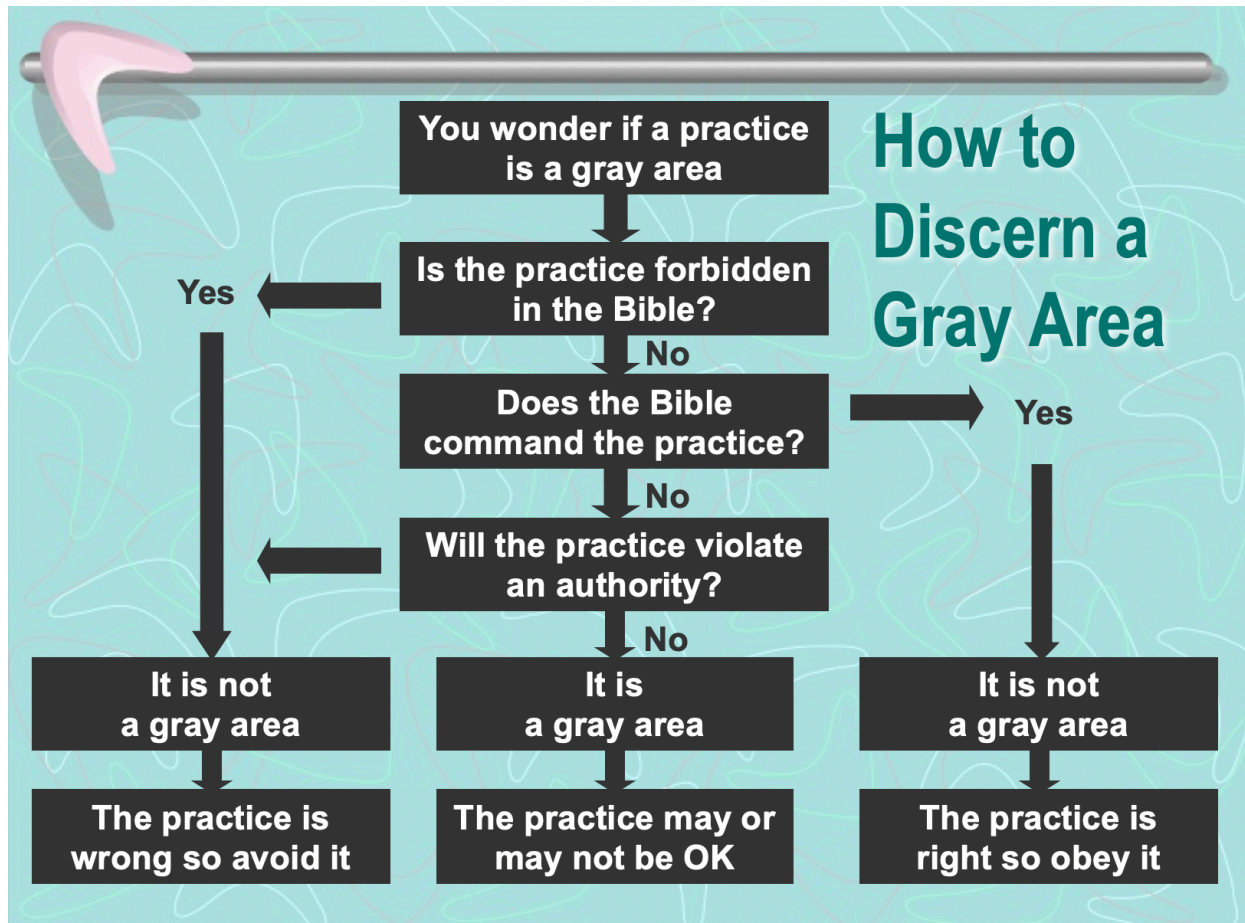 How to
Discern a
Gray Area
You wonder if a practice
is a gray area
Is the practice forbidden
in the Bible?
Yes
No
Does the Bible
command the practice?
Yes
No
Will the practice violate
an authority?
No
It is not
a gray area
It is
a gray area
It is not
a gray area
The practice is
wrong so avoid it
The practice may or
may not be OK
The practice is
right so obey it